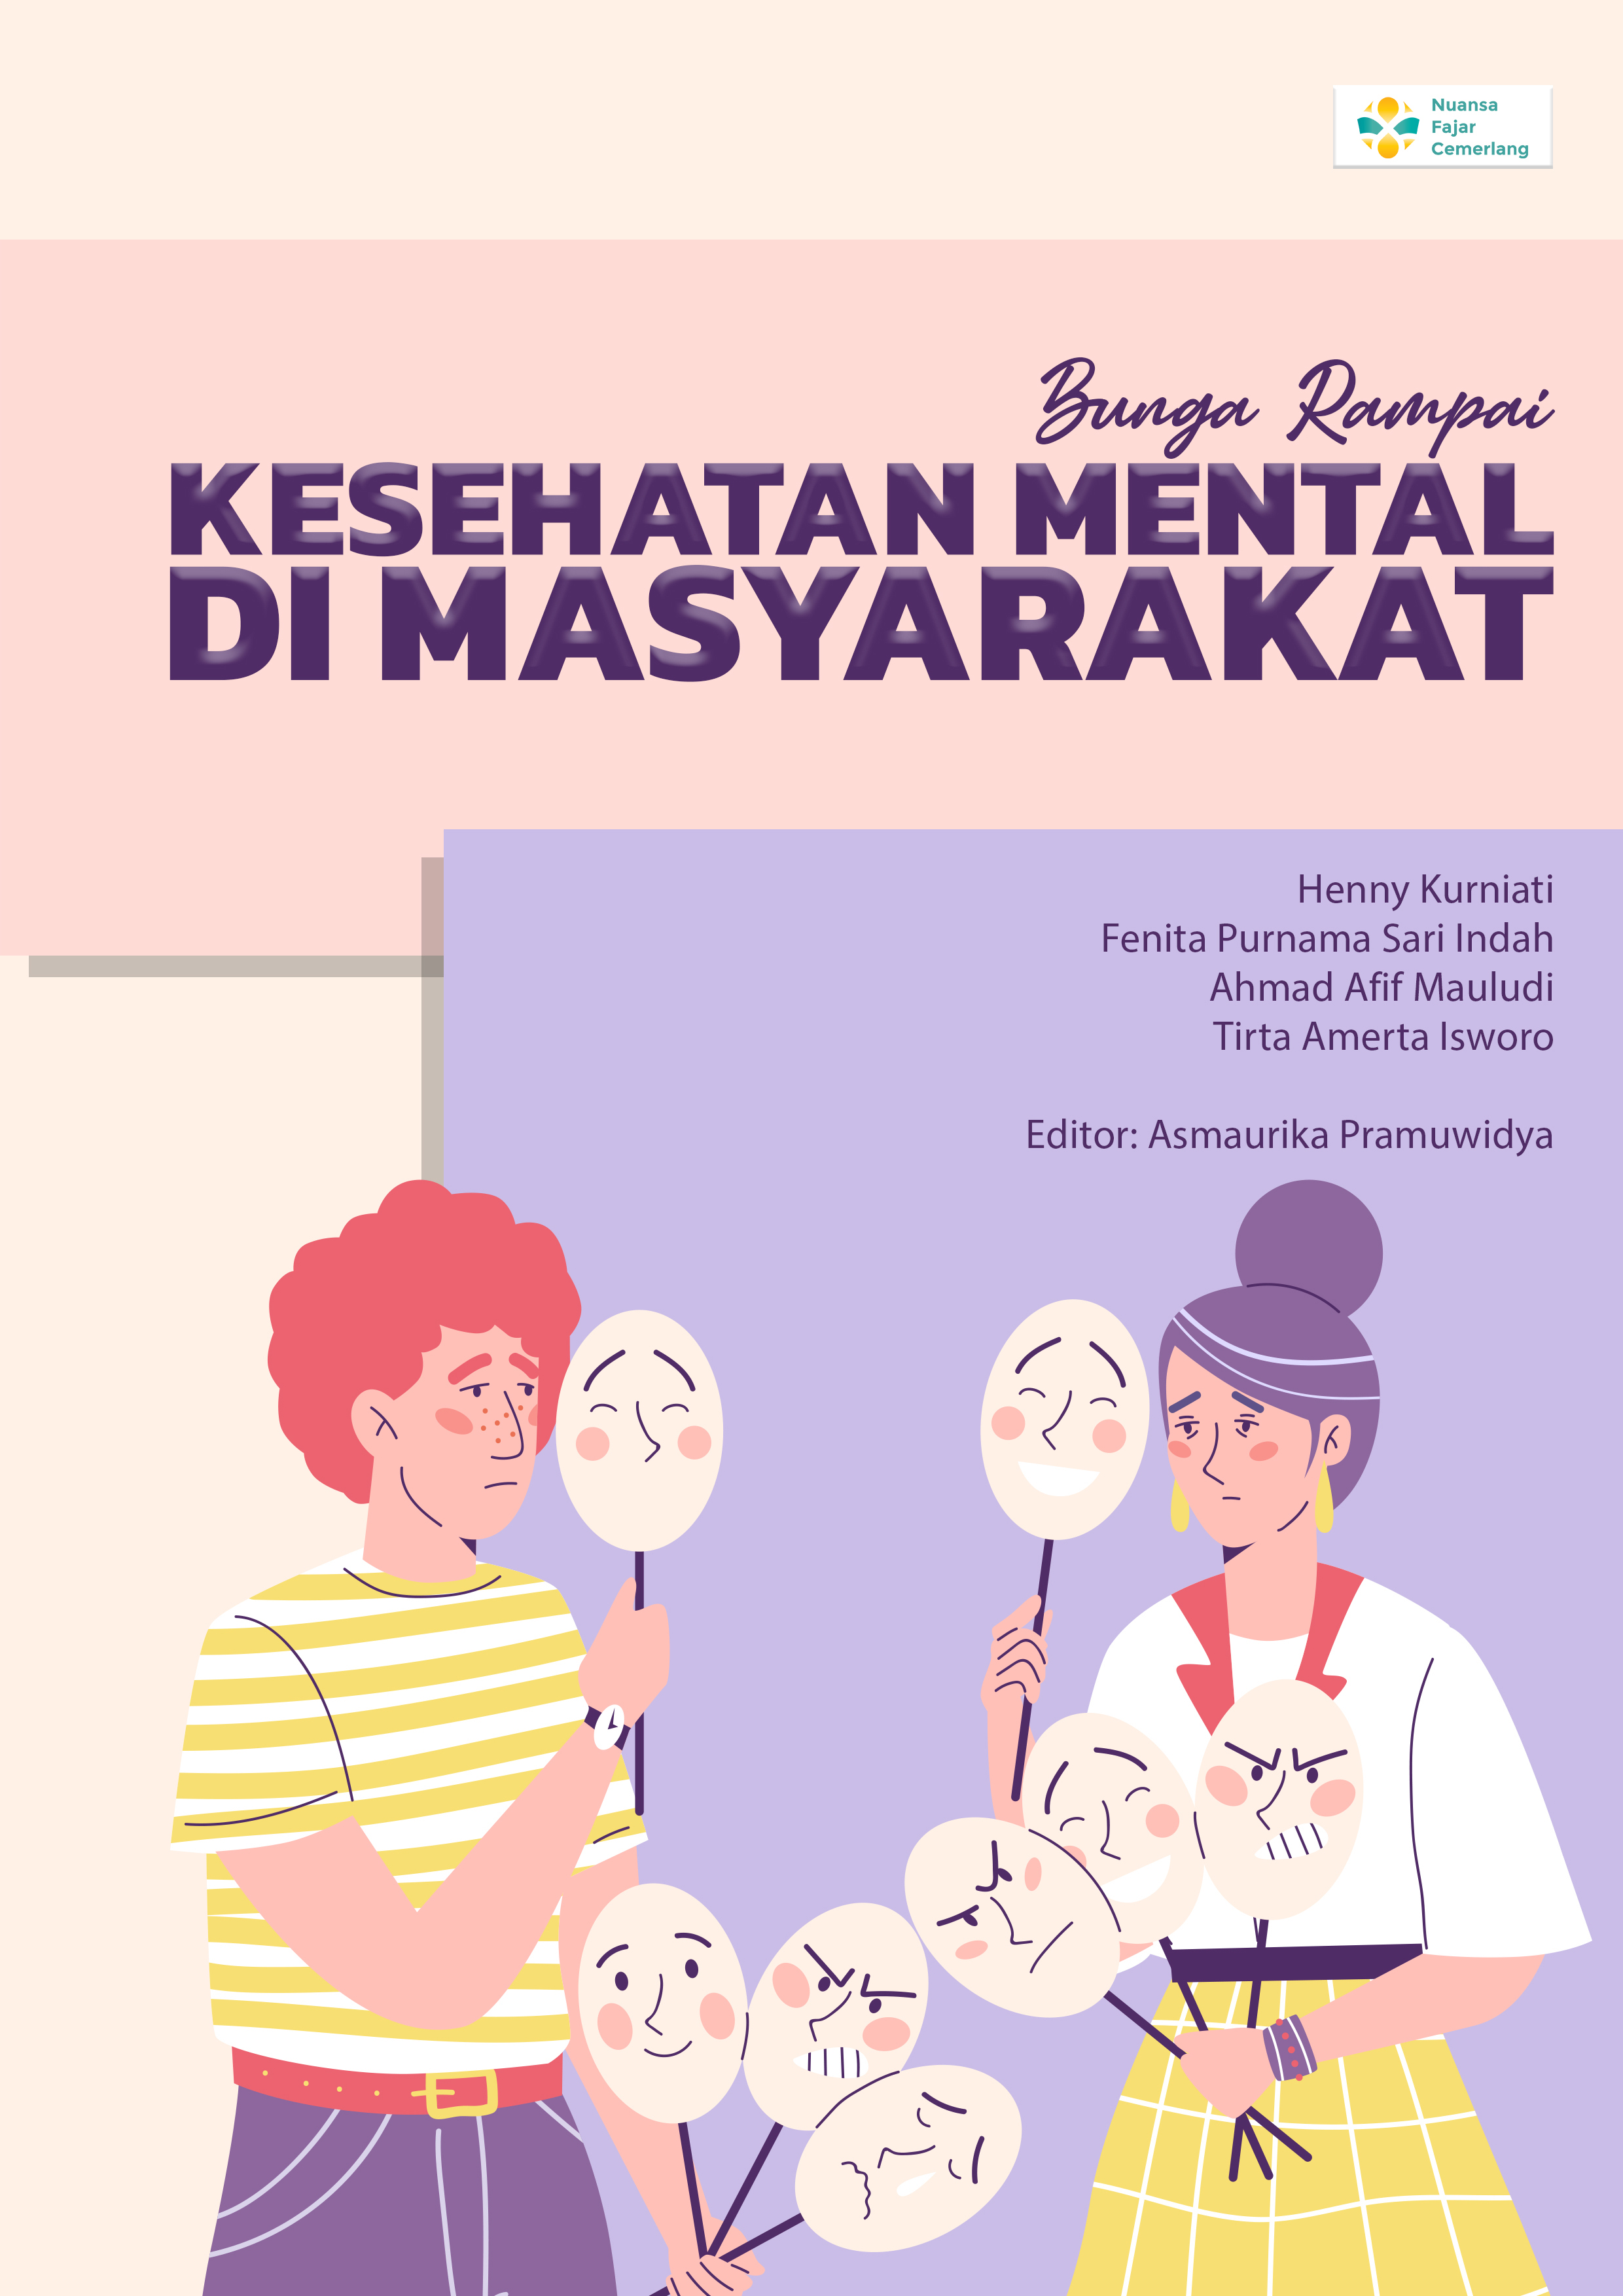 Nuansa
Fajar
Cemerlang
Bunga Rampai
KESEHATAN MENTAL
DI MASYARAKAT
Henny Kurniati
Fenita Purnama Sari Indah
Ahmad Afif Mauludi
Tirta Amerta Isworo
Editor: Asmaurika Pramuwidya